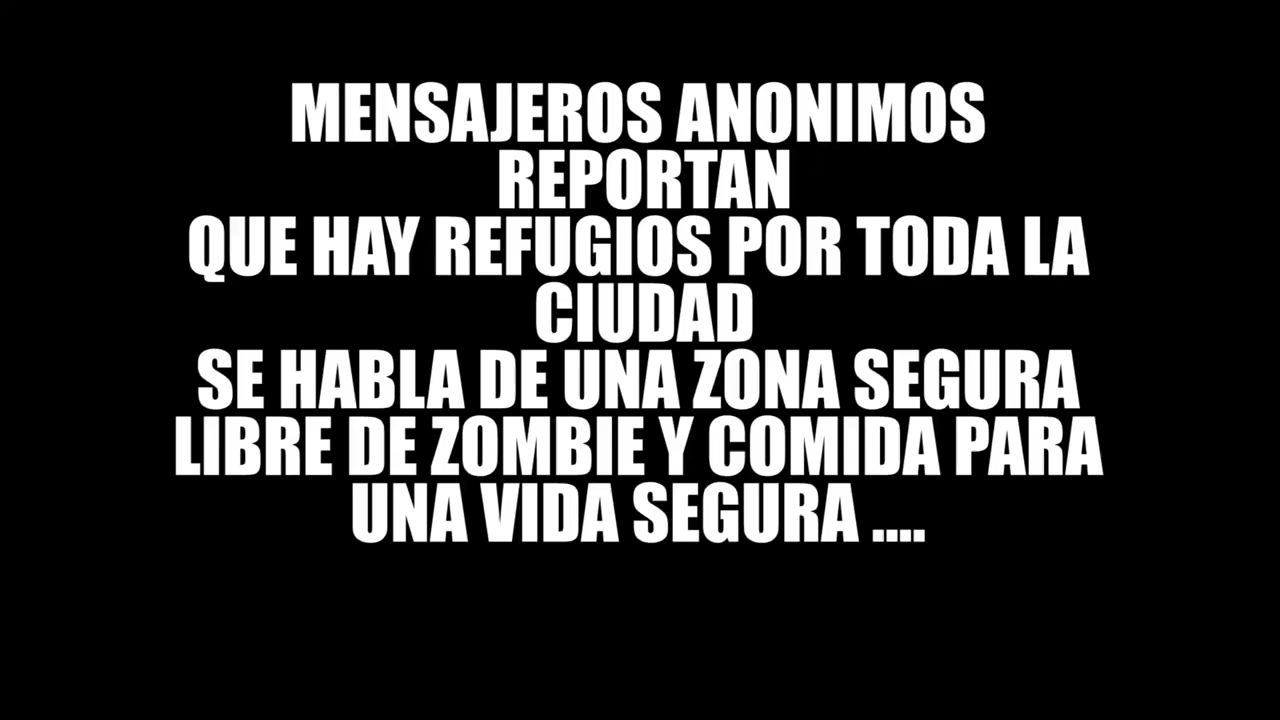 MENSAJEROS ANONIMOS
REPORTAN
QUE HAY REFUGIOS POR TODA LA
CIUDAD
SE HABLA DE UNA ZONA SEGURA
LIBRE DE ZOMBIE Y COMIDA PARA
UNA VIDA SEGURA ....